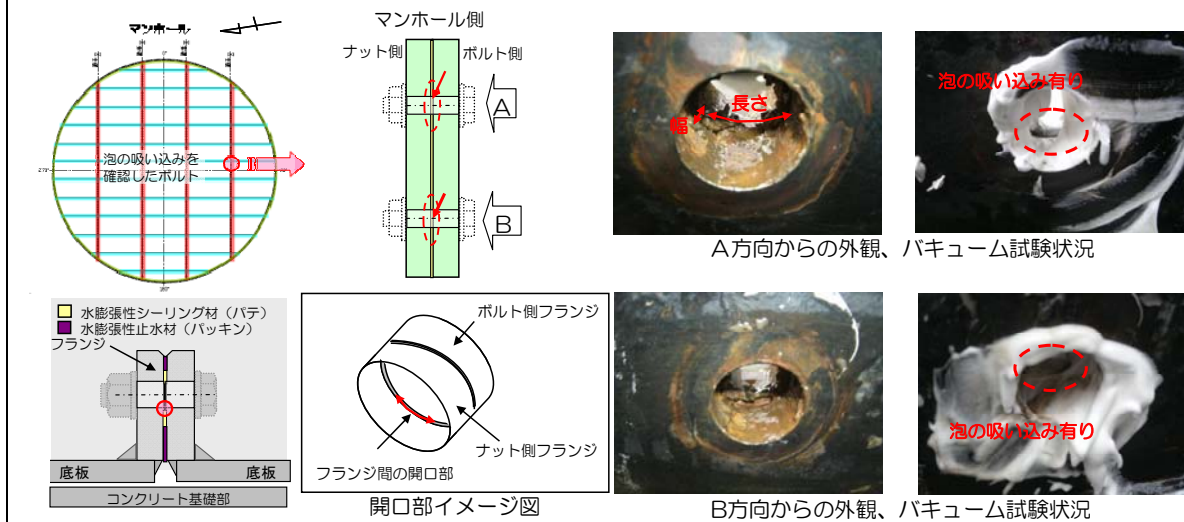 マンホール
0°
270°
180°
泡の吸い込みを
確認したボルト
マンホール側
ナット側
ボルト側
A
B
幅
長さ
泡の吸い込み有り
A方向からの外観、バキューム試験状況
水膨張性シーリング材(パテ)
水膨張性止水材(パッキン)
フランジ
底板
底板
コンクリート基礎部
ボルト側フランジ
ナット側フランジ
フランジ間の開口部
開口部イメージ図
泡の吸い込み有り
B方向からの外観、バキューム試験状況